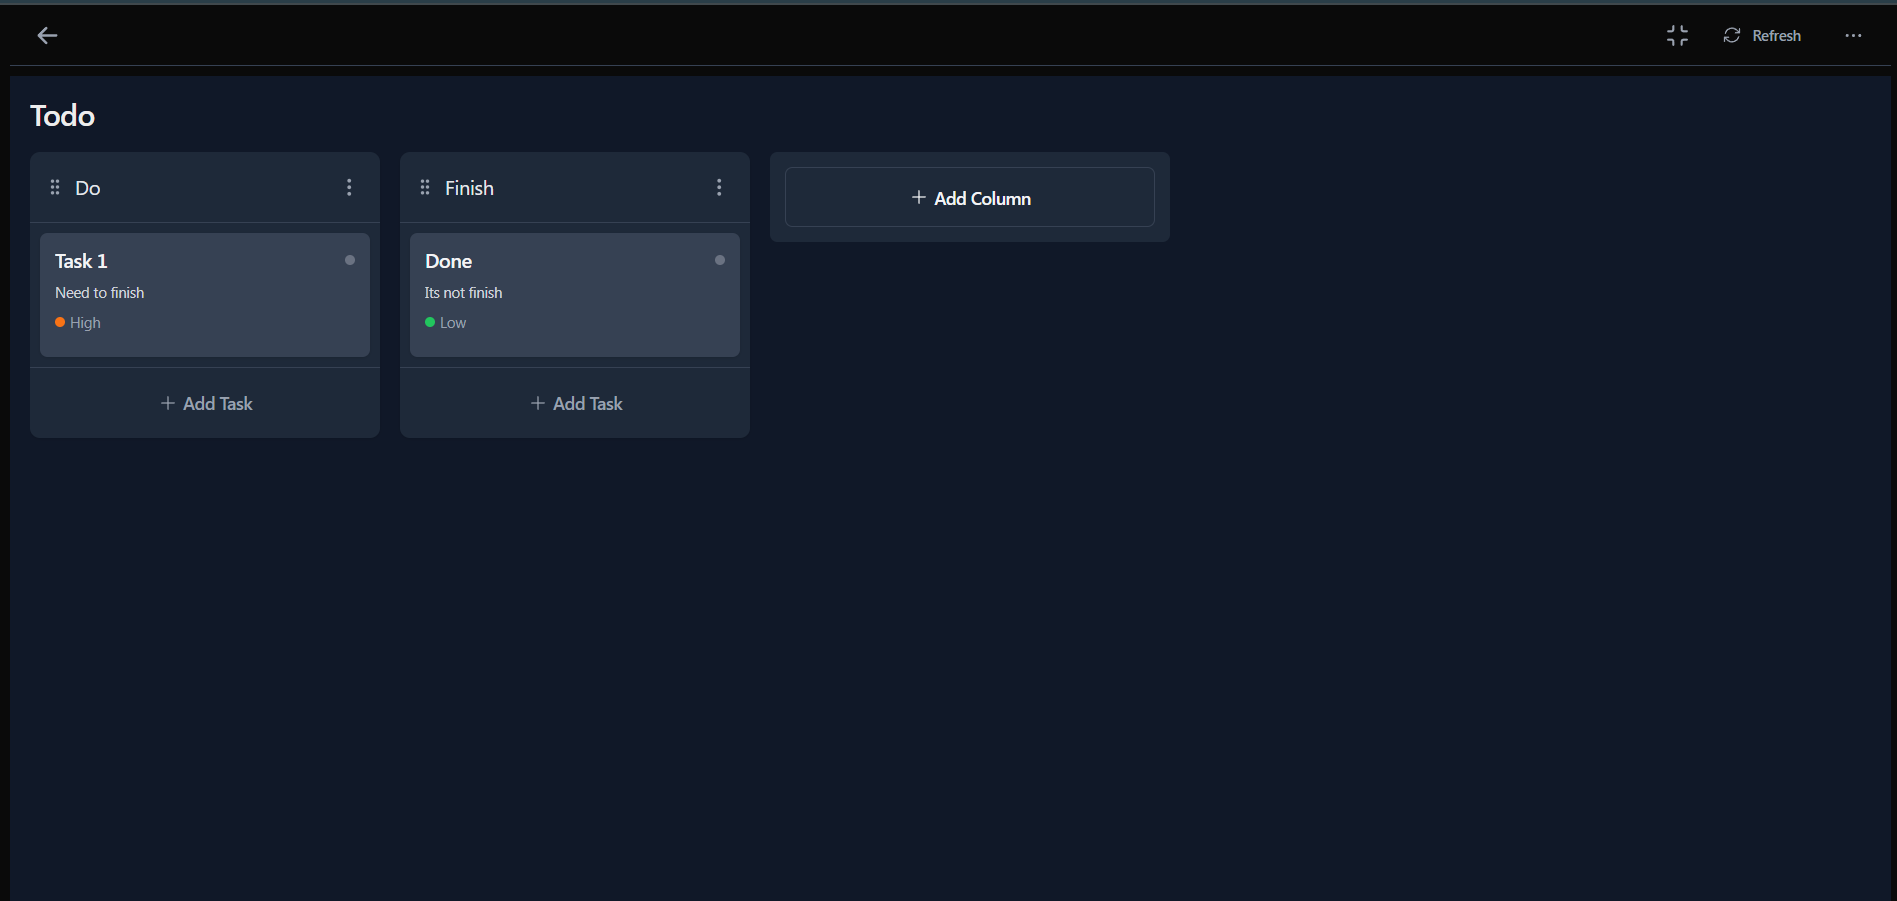 Refresh
Todo
Do
Task 1
Need to finish
High
Add Task
Finish
Done
Its not finish
Low
Add Task
Add Column